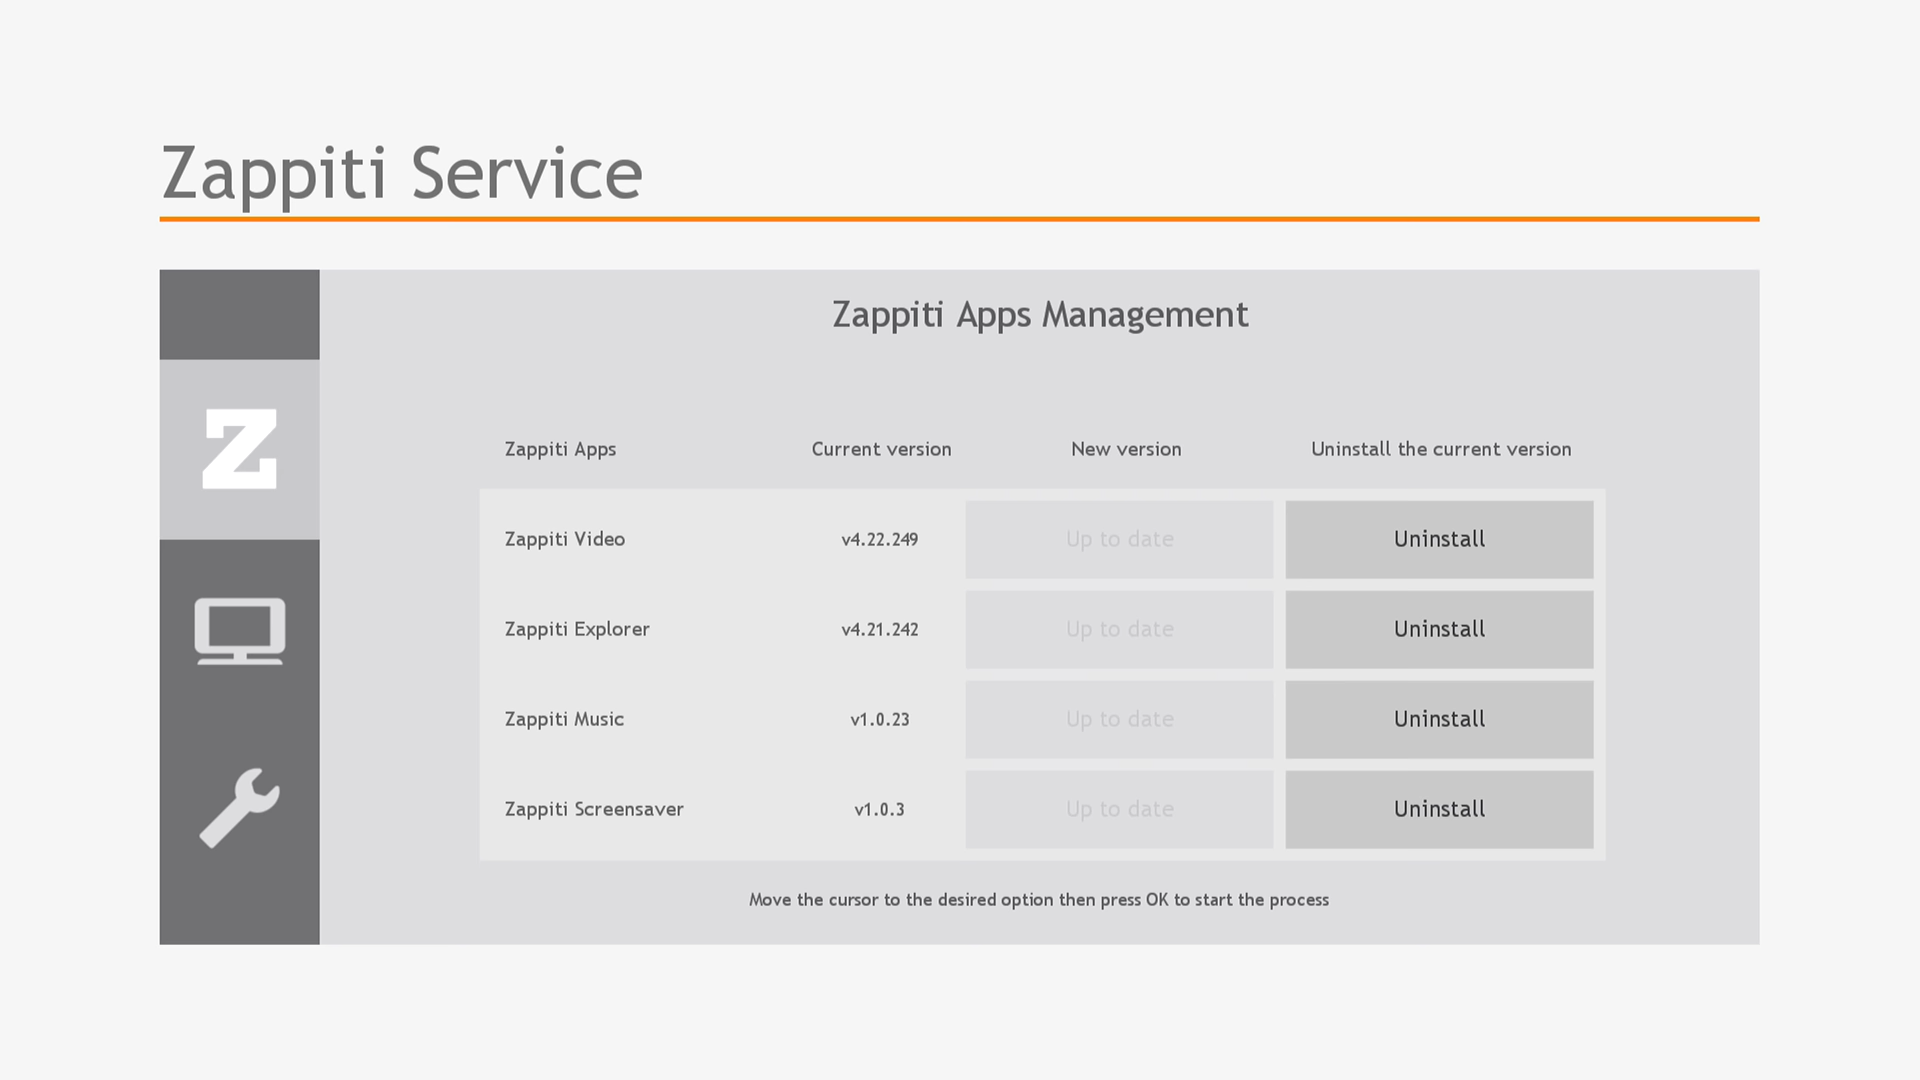 Zappiti Service
Zappiti Apps Management
Zappiti Apps Current version New version Uninstall the current version
Z
Zappiti Video v4.22.249 Up to date Uninstall
Zappiti Explorer v4.21.242 Up to date Uninstall
Zappiti Music v1.0.23 Up to date Uninstall
Zappiti Screensaver v1.0.3 Up to date Uninstall
Move the cursor to the desired option then press OK to start the process